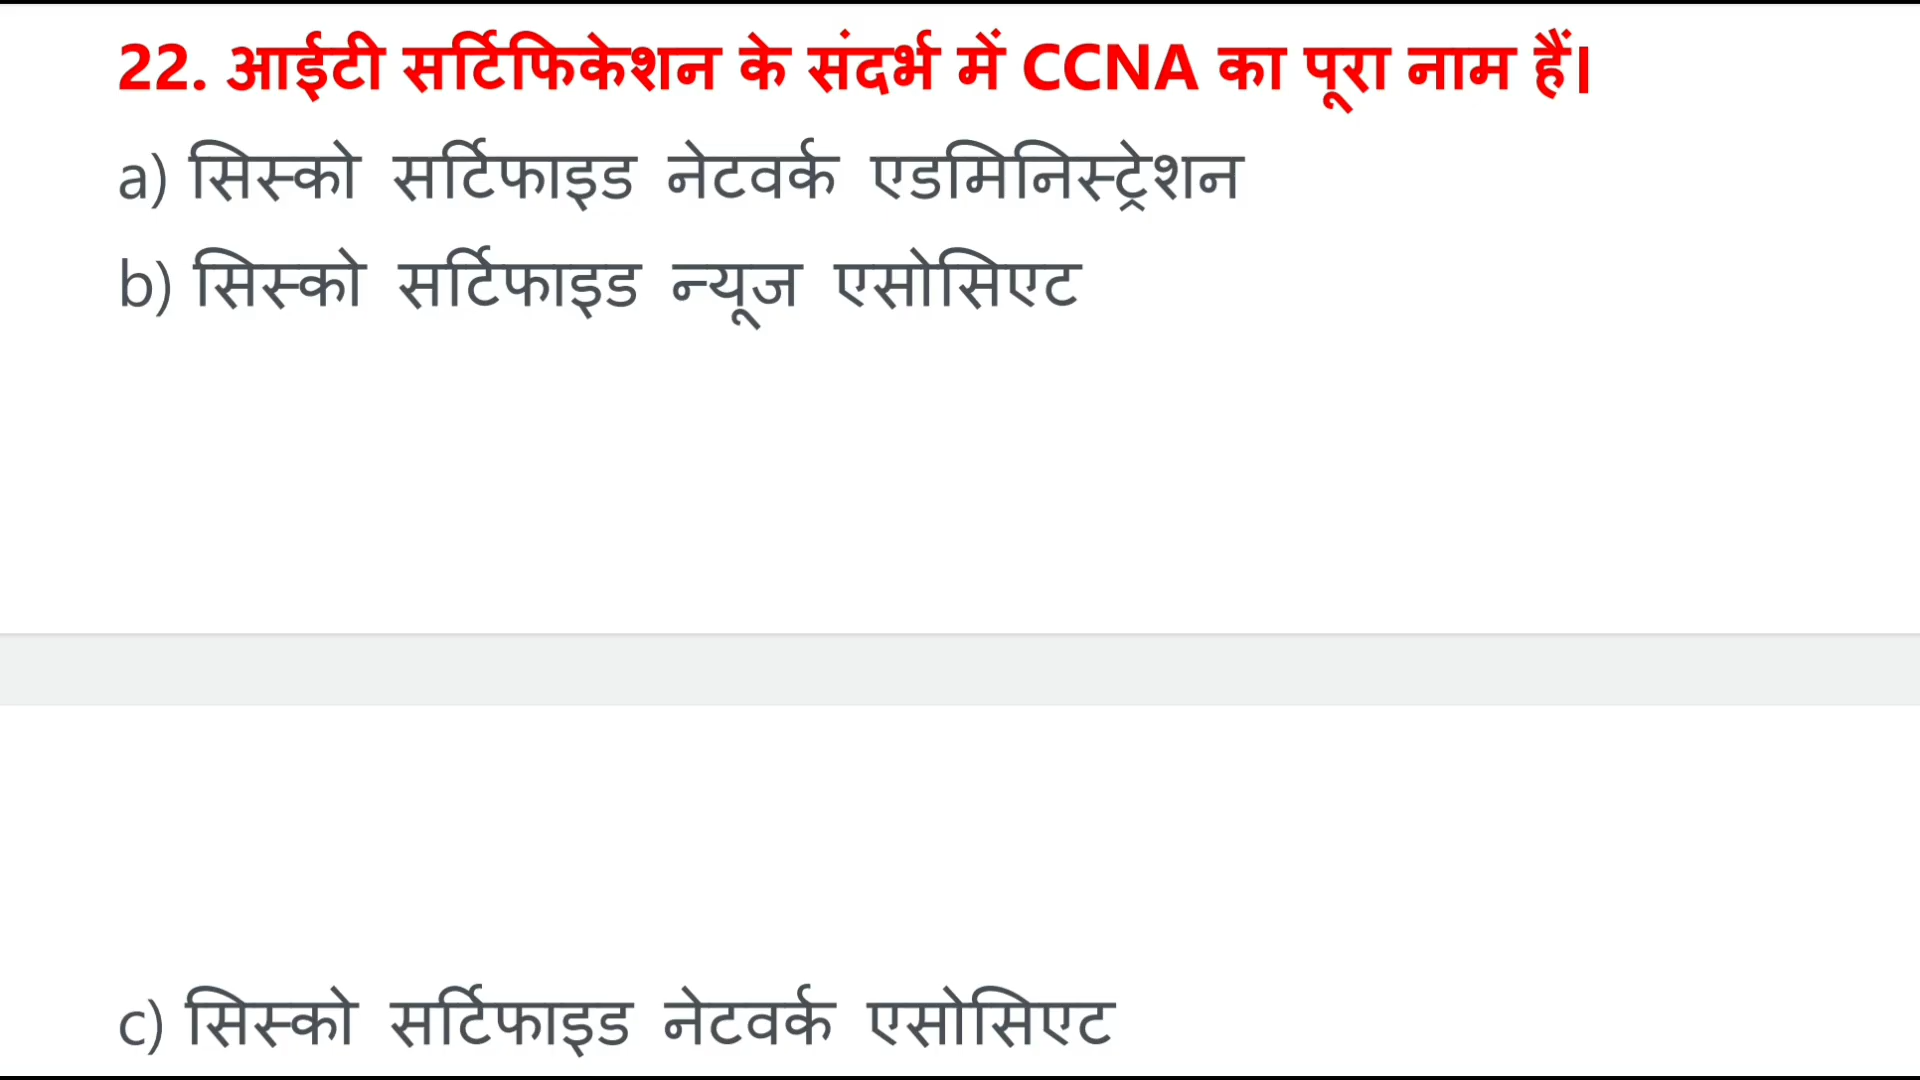 22. आईटी सर्टिफिकेशन के संदर्भ में CCNA का पूरा नाम हैं।
a) सिस्को सर्टिफाइड नेटवर्क एडमिनिस्ट्रेशन
b) सिस्को सर्टिफाइड न्यूज एसोसिएट
c) सिस्को सर्टिफाइड नेटवर्क एसोसिएट